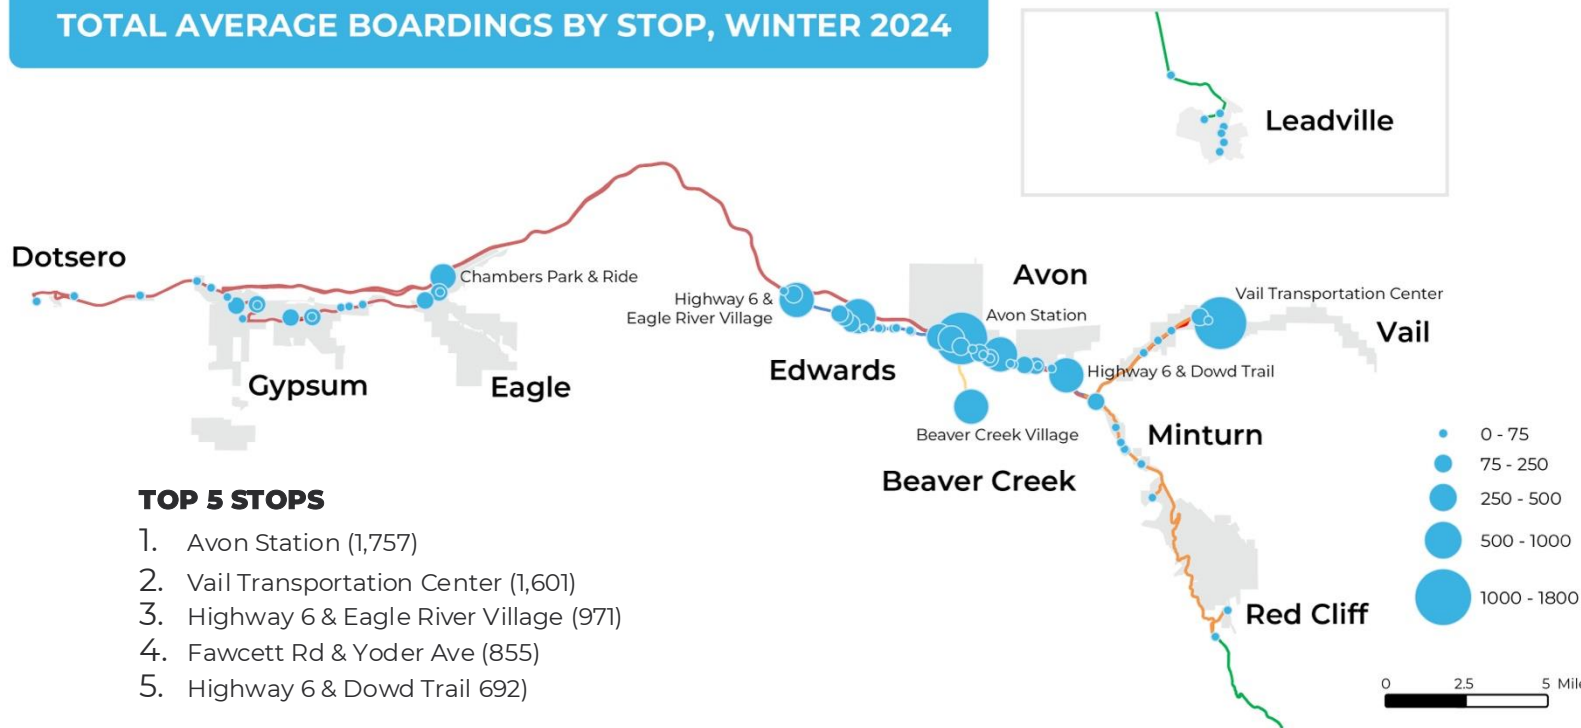 TOTAL AVERAGE BOARDINGS BY STOP, WINTER 2024
Leadville
Dotsero
Chambers Park & Ride
Gypsum
Eagle
Highway 6 &
Eagle River Village
Edwards
Avon
Avon Station
Vail Transportation Center
Vail
Highway 6 & Dowd Trail
Beaver Creek Village
Beaver Creek
Minturn
Red Cliff
TOP 5 STOPS
1. Avon Station (1,757)
2. Vail Transportation Center (1,601)
3. Highway 6 & Eagle River Village (971)
4. Fawcett Rd & Yoder Ave (855)
5. Highway 6 & Dowd Trail 692)
0 - 75
75 - 250
250 - 500
500 - 1000
1000 - 1800
0 2.5 5 Mile